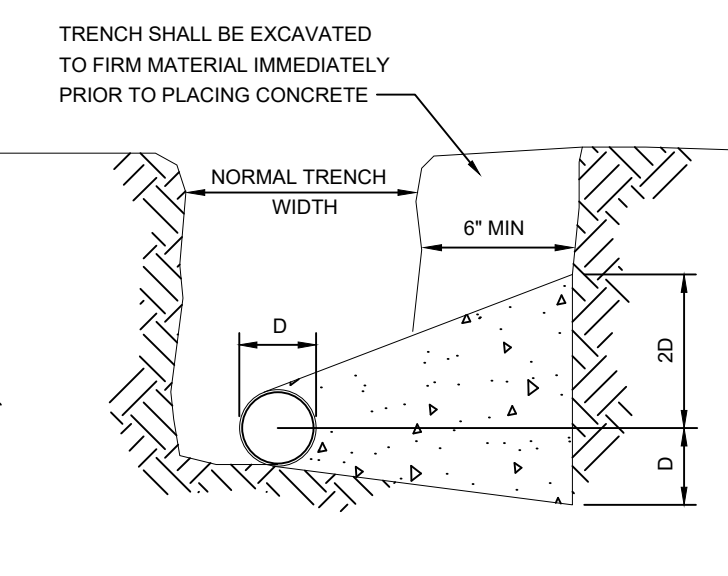 TRENCH SHALL BE EXCAVATED
TO FIRM MATERIAL IMMEDIATELY
PRIOR TO PLACING CONCRETE
NORMAL TRENCH
WIDTH
6" MIN
D
2D
D